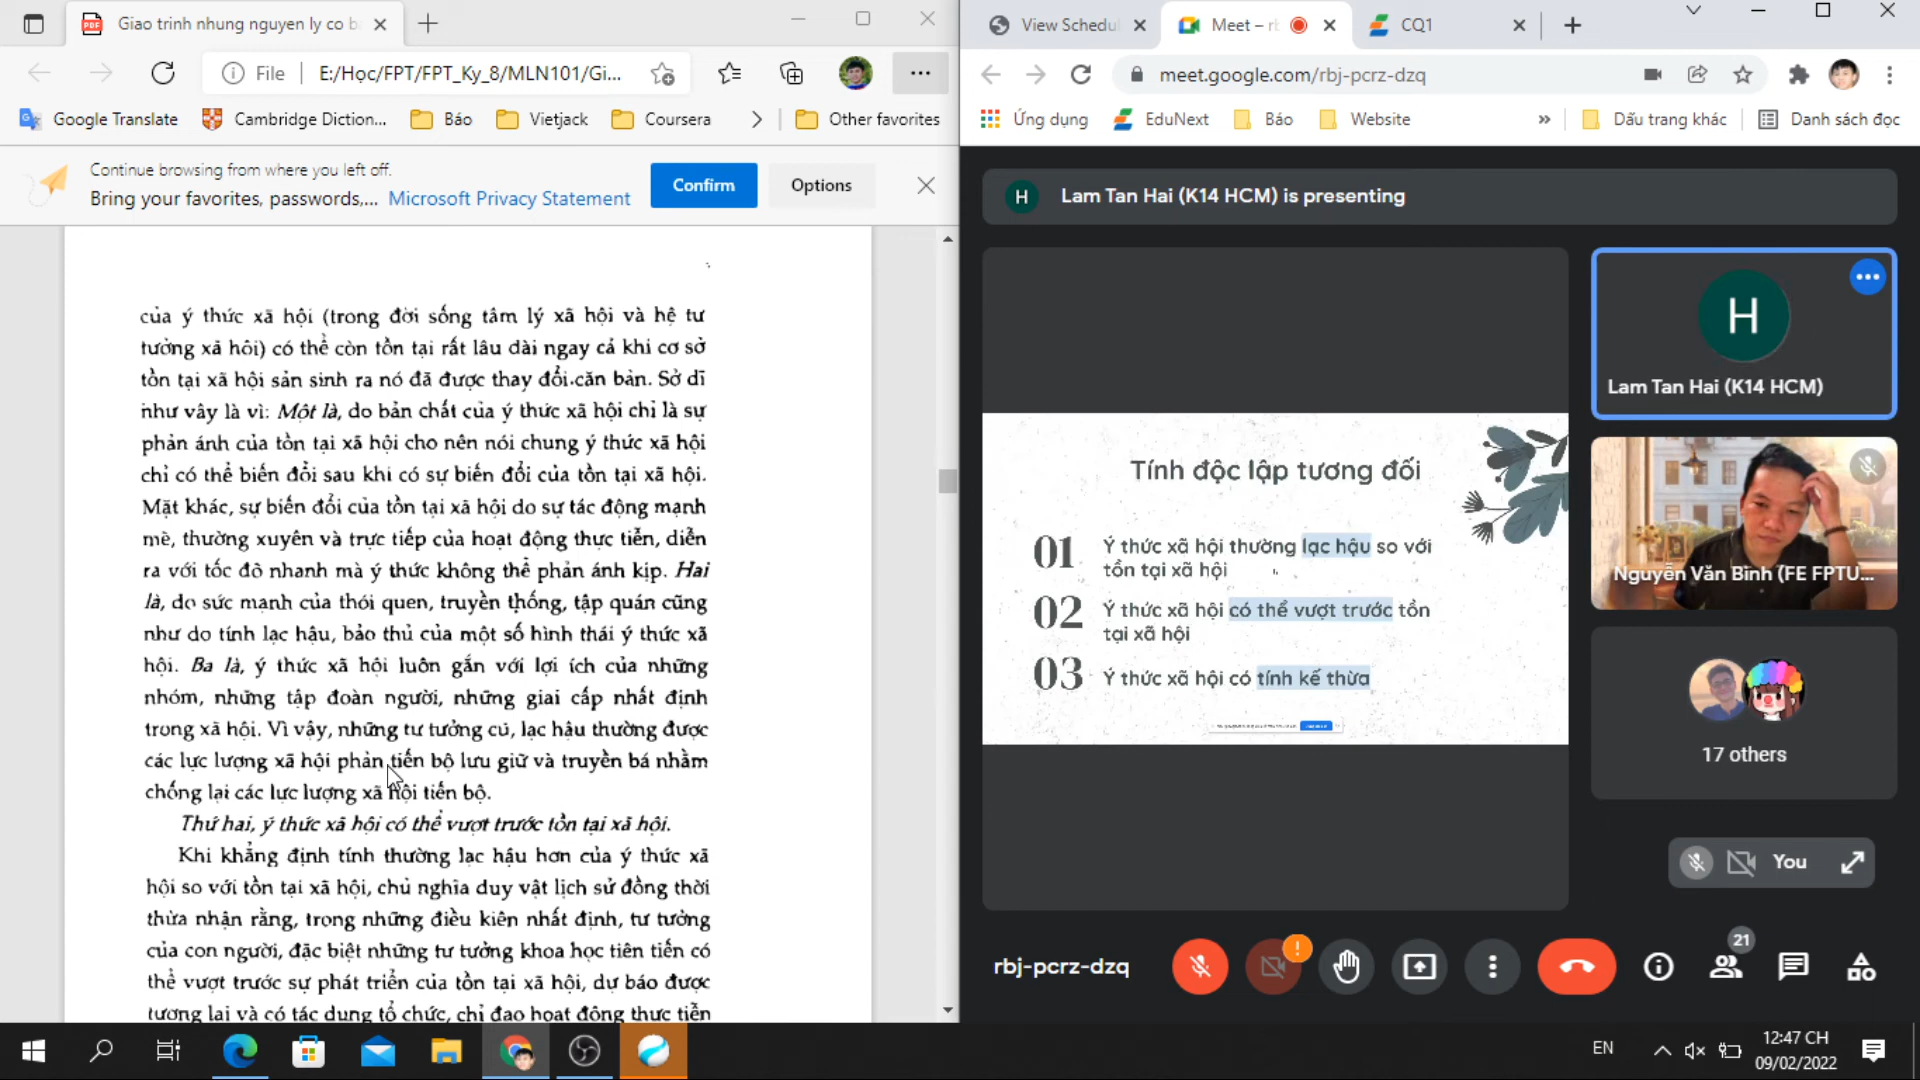 Giao trinh nhung nguyen ly co b
File
E:/Học/FPT/FPT_Ky_8/MLN101/Gi...
Google Translate
Cambridge Diction...
Báo
Vietjack
Coursera
Other favorites
Continue browsing from where you left off.
Bring your favorites, passwords,... Microsoft Privacy Statement
Confirm
Options
của ý thức xã hội (trong đời sống tâm lý xã hội và hệ tư
tưởng xã hội) có thể còn tồn tại rất lâu dài ngay cả khi cơ sở
tồn tại xã hội sản sinh ra nó đã được thay đổi căn bản. Sở dĩ
như vậy là vì: Một là, do bản chất của ý thức xã hội chỉ là sự
phản ánh của tồn tại xã hội cho nên nói chung ý thức xã hội
chỉ có thể biến đổi sau khi có sự biến đổi của tồn tại xã hội.
Mặt khác, sự biến đổi của tồn tại xã hội do sự tác động mạnh
mẽ, thường xuyên và trực tiếp của hoạt động thực tiễn, diễn
ra với tốc độ nhanh mà ý thức không thể phản ánh kịp. Hai
là, do sức mạnh của thói quen, truyền thống, tập quán cũng
như do tính lạc hậu, bảo thủ của một số hình thái ý thức xã
hội. Ba là, ý thức xã hội luôn gắn với lợi ích của những
nhóm, những tập đoàn người, những giai cấp nhất định
trong xã hội. Vì vậy, những tư tưởng cũ, lạc hậu thường được
các lực lượng xã hội phản tiến bộ lưu giữ và truyền bá nhằm
chống lại các lực lượng xã hội tiến bộ.
Thứ hai, ý thức xã hội có thể vượt trước tồn tại xã hội.
Khi khẳng định tính thường lạc hậu hơn của ý thức xã
hội so với tồn tại xã hội, chủ nghĩa duy vật lịch sử đồng thời
thừa nhận rằng, trong những điều kiện nhất định, tư tưởng
của con người, đặc biệt những tư tưởng khoa học tiên tiến có
thể vượt trước sự phát triển của tồn tại xã hội, dự báo được
tương lai và có tác dụng tổ chức, chỉ đạo hoạt động thực tiễn
View Schedul
Meet – rb
CQ1
meet.google.com/rbj-pcrz-dzq
Ứng dụng
EduNext
Báo
Website
Dấu trang khác
Danh sách đọc
H
Lam Tan Hai (K14 HCM) is presenting
Tính độc lập tương đối
01
Ý thức xã hội thường lạc hậu so với
tồn tại xã hội
02
Ý thức xã hội có thể vượt trước tồn
tại xã hội
03
Ý thức xã hội có tính kế thừa
H
Lam Tan Hai (K14 HCM)
Nguyễn Văn Bình (FE FPTU...
17 others
You
rbj-pcrz-dzq
21
EN
12:47 CH
09/02/2022